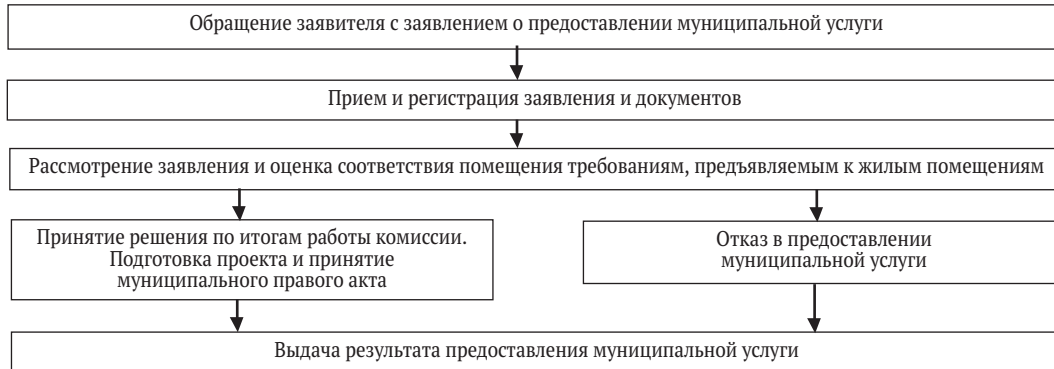 Обращение заявителя с заявлением о предоставлении муниципальной услуги
Прием и регистрация заявления и документов
Рассмотрение заявления и оценка соответствия помещения требованиям, предъявляемым к жилым помещениям
Принятие решения по итогам работы комиссии.
Подготовка проекта и принятие
муниципального правого акта
Отказ в предоставлении
муниципальной услуги
Выдача результата предоставления муниципальной услуги